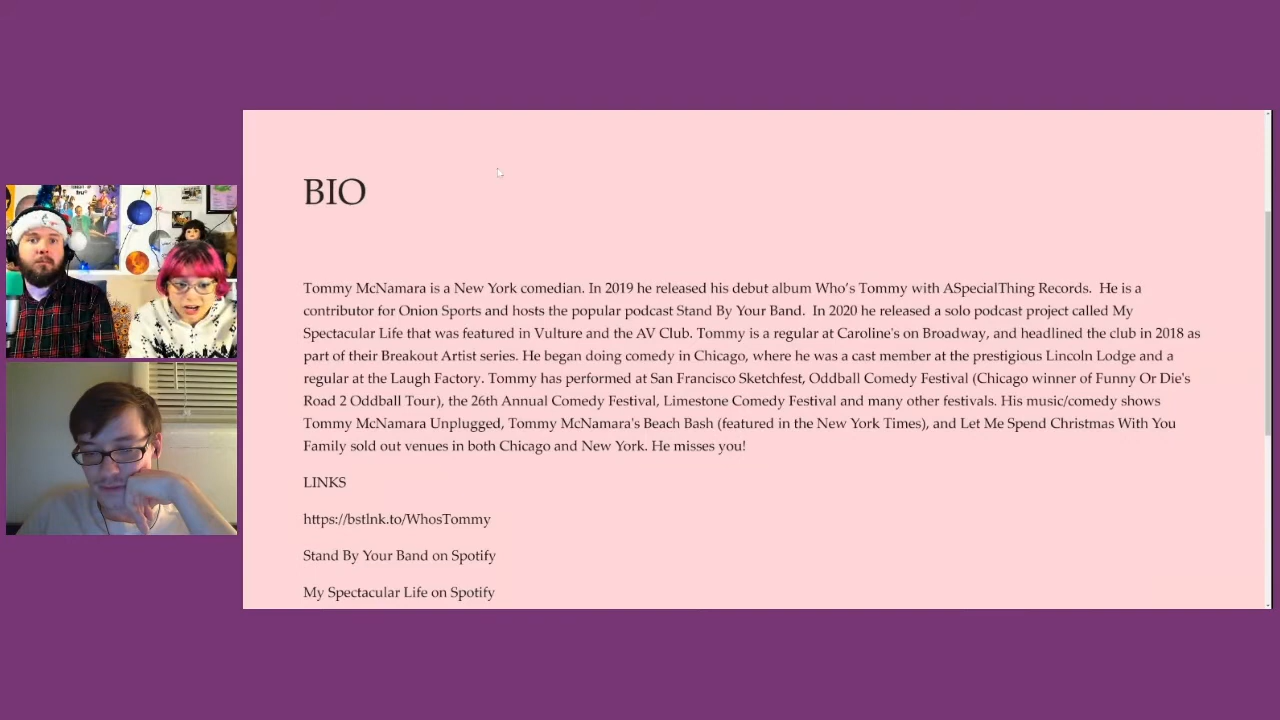 BIO
Tommy McNamara is a New York comedian. In 2019 he released his debut album Who's Tommy with ASpecialThing Records.  He is a
contributor for Onion Sports and hosts the popular podcast Stand By Your Band.  In 2020 he released a solo podcast project called My
Spectacular Life that was featured in Vulture and the AV Club. Tommy is a regular at Caroline's on Broadway, and headlined the club in 2018 as
part of their Breakout Artist series. He began doing comedy in Chicago, where he was a cast member at the prestigious Lincoln Lodge and a
regular at the Laugh Factory. Tommy has performed at San Francisco Sketchfest, Oddball Comedy Festival (Chicago winner of Funny Or Die's
Road 2 Oddball Tour), the 26th Annual Comedy Festival, Limestone Comedy Festival and many other festivals. His music/comedy shows
Tommy McNamara Unplugged, Tommy McNamara's Beach Bash (featured in the New York Times), and Let Me Spend Christmas With You
Family sold out venues in both Chicago and New York. He misses you!
LINKS
https://bstlnk.to/WhosTommy
Stand By Your Band on Spotify
My Spectacular Life on Spotify